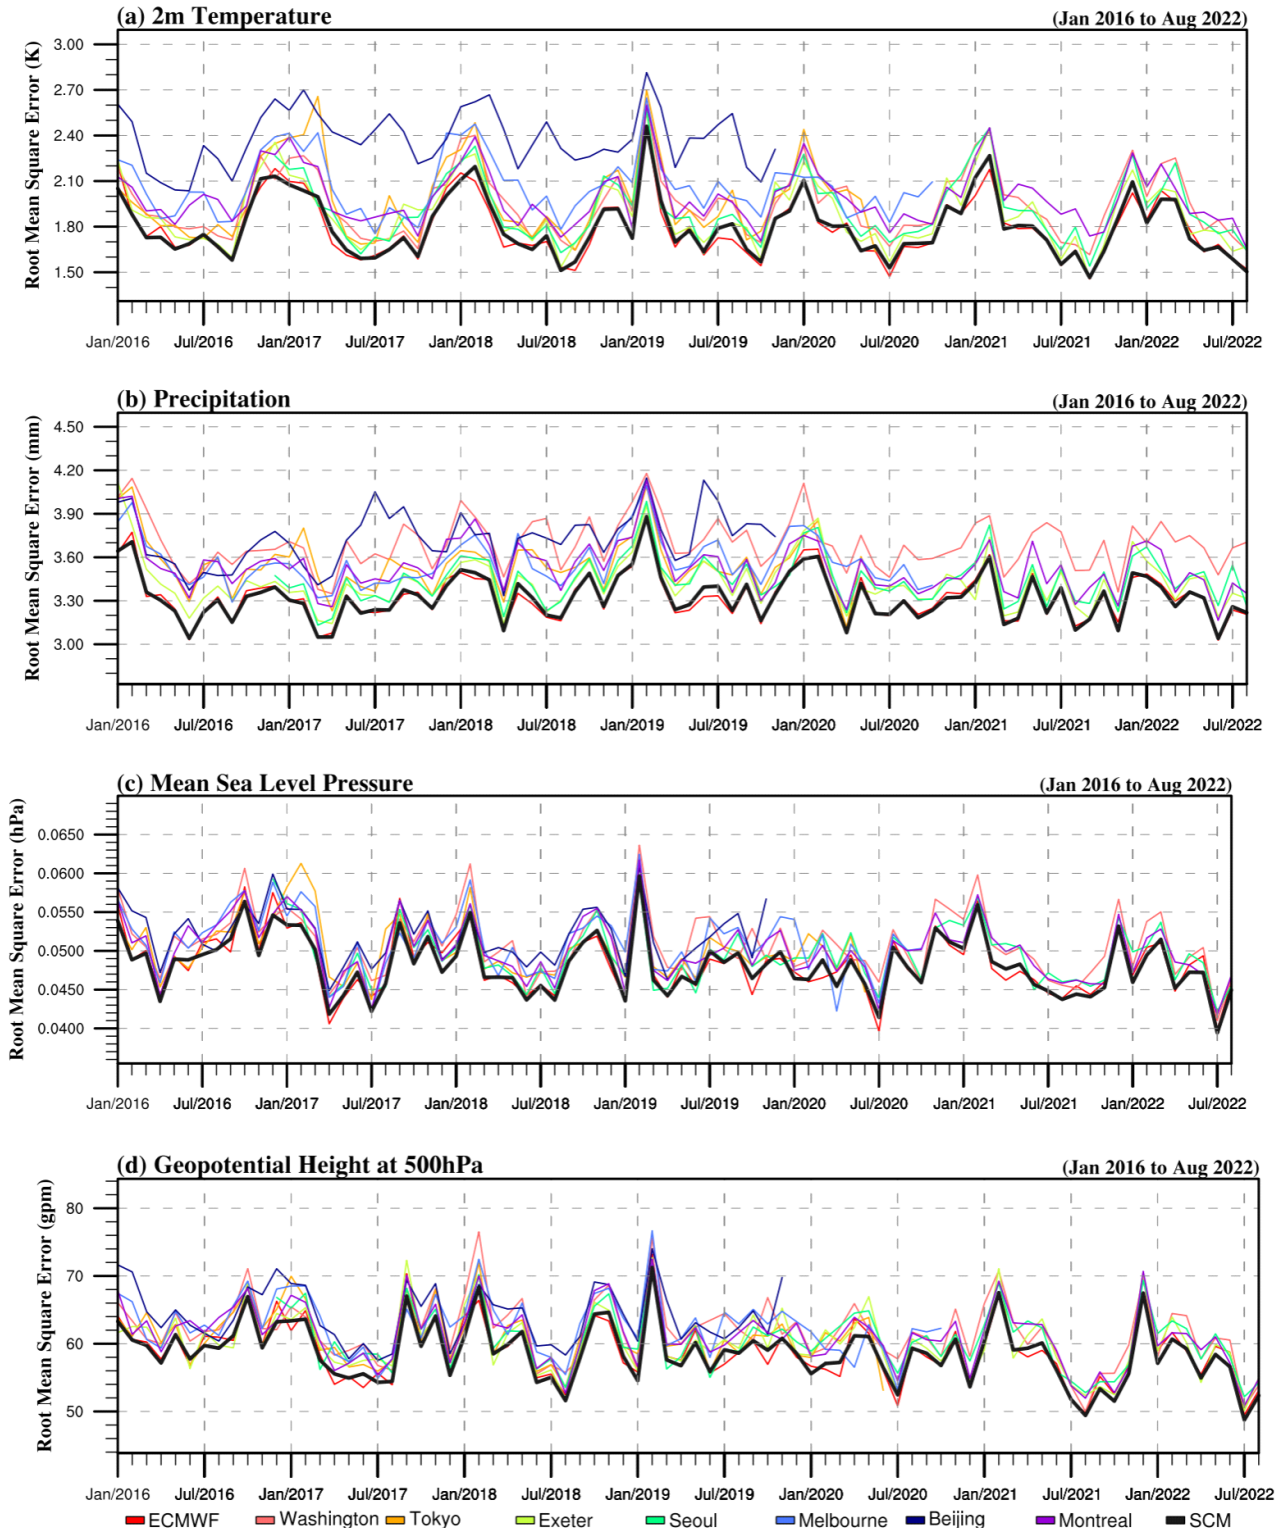 (a) 2m Temperature (Jan 2016 to Aug 2022)
Root Mean Square Error (K)
3.00
2.70
2.40
2.10
1.80
1.50
Jan/2016 Jul/2016 Jan/2017 Jul/2017 Jan/2018 Jul/2018 Jan/2019 Jul/2019 Jan/2020 Jul/2020 Jan/2021 Jul/2021 Jan/2022 Jul/2022
(b) Precipitation (Jan 2016 to Aug 2022)
Root Mean Square Error (mm)
4.50
4.20
3.90
3.60
3.30
3.00
Jan/2016 Jul/2016 Jan/2017 Jul/2017 Jan/2018 Jul/2018 Jan/2019 Jul/2019 Jan/2020 Jul/2020 Jan/2021 Jul/2021 Jan/2022 Jul/2022
(c) Mean Sea Level Pressure (Jan 2016 to Aug 2022)
Root Mean Square Error (hPa)
0.0650
0.0600
0.0550
0.0500
0.0450
0.0400
Jan/2016 Jul/2016 Jan/2017 Jul/2017 Jan/2018 Jul/2018 Jan/2019 Jul/2019 Jan/2020 Jul/2020 Jan/2021 Jul/2021 Jan/2022 Jul/2022
(d) Geopotential Height at 500hPa (Jan 2016 to Aug 2022)
Root Mean Square Error (gpm)
80
70
60
50
Jan/2016 Jul/2016 Jan/2017 Jul/2017 Jan/2018 Jul/2018 Jan/2019 Jul/2019 Jan/2020 Jul/2020 Jan/2021 Jul/2021 Jan/2022 Jul/2022
ECMWF Washington Tokyo Exeter Seoul Melbourne Beijing Montreal SCM